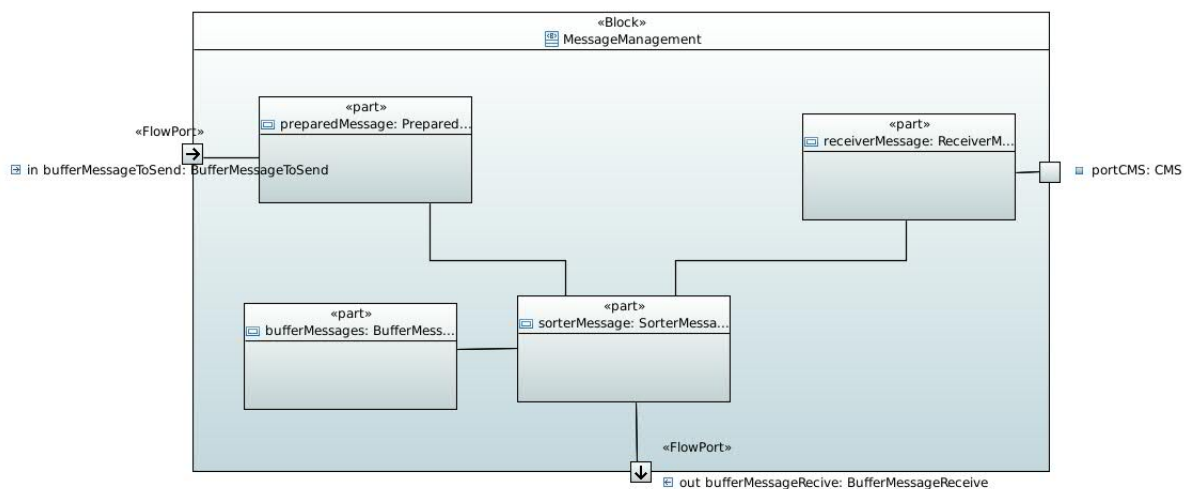 «Block»
MessageManagement
«part»
preparedMessage: Prepared...
«FlowPort»
in bufferMessageToSend: BufferMessageToSend
«part»
receiverMessage: ReceiverM...
portCMS: CMS
«part»
bufferMessages: BufferMess...
«part»
sorterMessage: SorterMessa...
«FlowPort»
out bufferMessageRecive: BufferMessageReceive